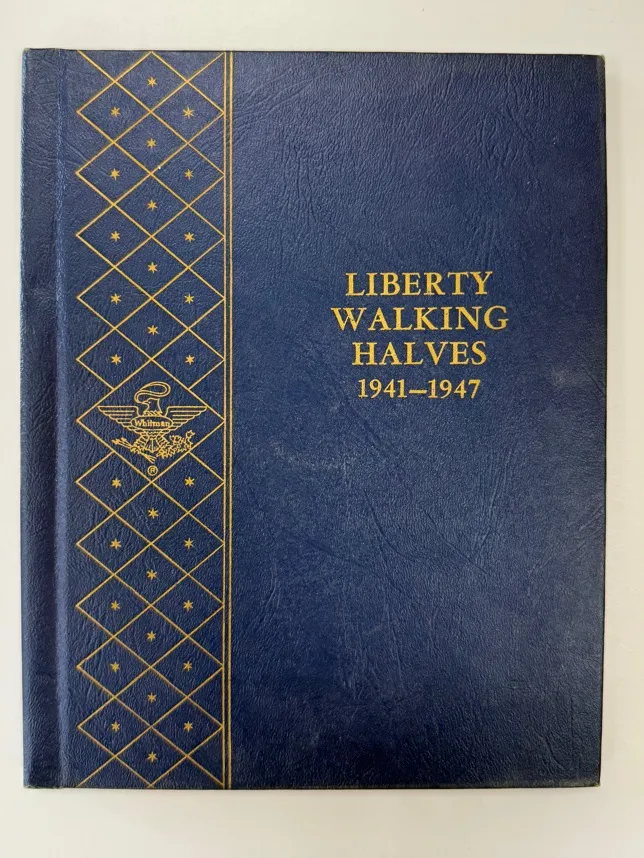 LIBERTY
WALKING
HALVES
1941–1947
Whitman
®